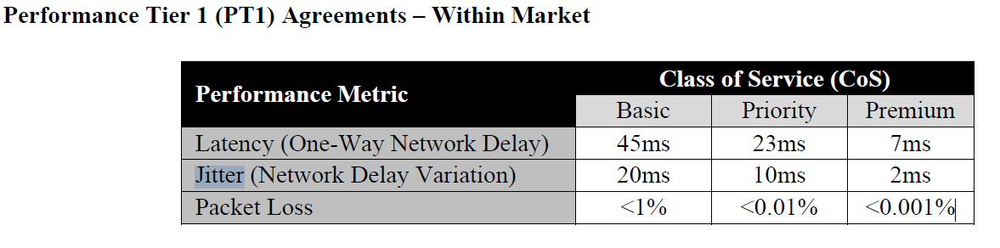 Performance Tier 1 (PT1) Agreements – Within Market
Performance Metric
Class of Service (CoS)
Basic Priority Premium
Latency (One-Way Network Delay) 45ms 23ms 7ms
Jitter (Network Delay Variation) 20ms 10ms 2ms
Packet Loss <1% <0.01% <0.001%